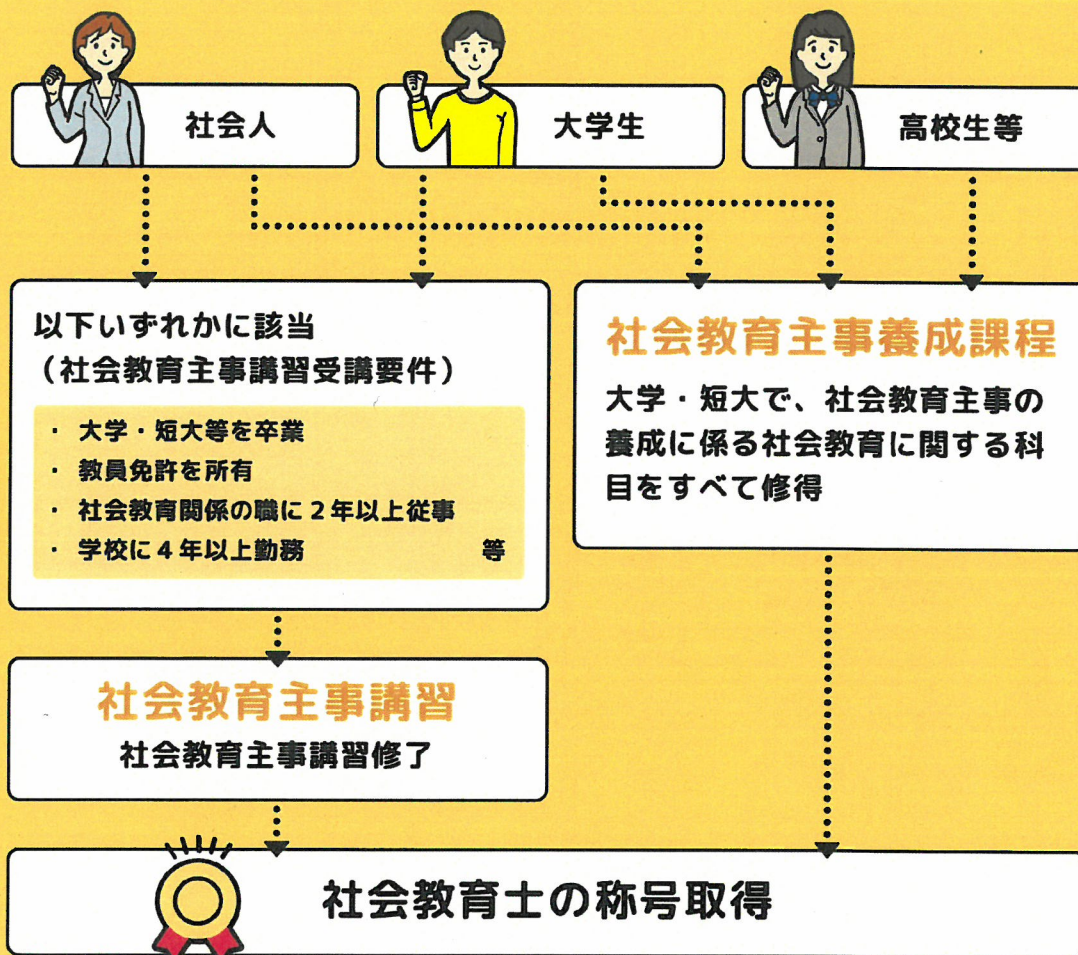 社会人
大学生
高校生等
以下いずれかに該当
（社会教育主事講習受講要件）
・ 大学・短大等を卒業
・ 教員免許を所有
・ 社会教育関係の職に２年以上従事
・ 学校に４年以上勤務 等
社会教育主事養成課程
大学・短大で、社会教育主事の
養成に係る社会教育に関する科
目をすべて修得
社会教育主事講習
社会教育主事講習修了
社会教育士の称号取得